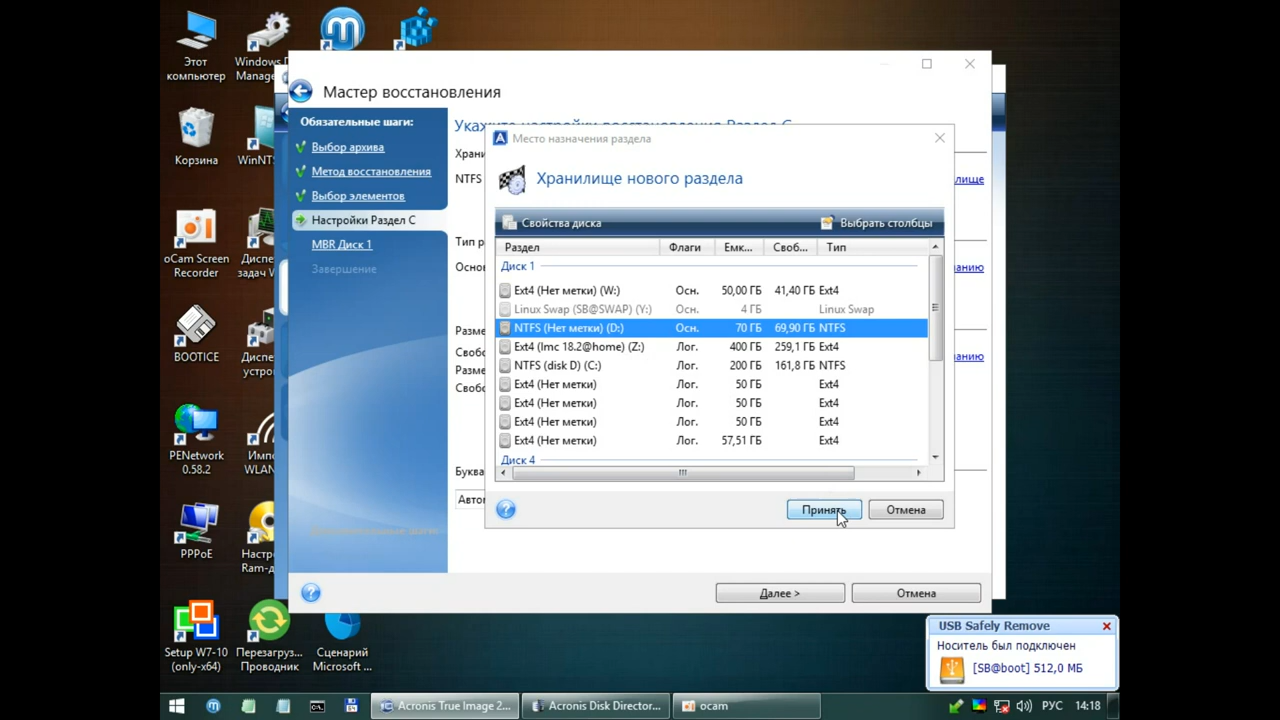 Этот компьютер
Windows D
Manage
Корзина
WinNTS
oCam Screen Recorder
Диспе
задач W
BOOTICE
Диспе
устро
PENetwork 0.58.2
Импо
WLAN
PPPoE
Настр
Ram-д
Setup W7-10 (only-x64)
Перезагруз... Проводник
Сценарий Microsoft ...
Мастер восстановления
Обязательные шаги:
Выбор архива
Метод восстановления
Выбор элементов
Настройки Раздел C
MBR Диск 1
Завершение
Укажите настройки восстановления Раздел C
Храни
NTFS
лище
Тип р
Основ
анию
Разме
Свобо
Разме
Свобо
анию
Буква
Автом
Место назначения раздела
Хранилище нового раздела
Свойства диска
Выбрать столбцы
Раздел Флаги Емк... Своб... Тип
Диск 1
Ext4 (Нет метки) (W:) Осн. 50,00 ГБ 41,40 ГБ Ext4
Linux Swap (SB@SWAP) (Y:) Осн. 4 ГБ Linux Swap
NTFS (Нет метки) (D:) Осн. 70 ГБ 69,90 ГБ NTFS
Ext4 (lmc 18.2@home) (Z:) Лог. 400 ГБ 259,1 ГБ Ext4
NTFS (disk D) (C:) Лог. 200 ГБ 161,8 ГБ NTFS
Ext4 (Нет метки) Лог. 50 ГБ Ext4
Ext4 (Нет метки) Лог. 50 ГБ Ext4
Ext4 (Нет метки) Лог. 50 ГБ Ext4
Ext4 (Нет метки) Лог. 57,51 ГБ Ext4
Диск 4
Принять
Отмена
Далее >
Отмена
USB Safely Remove
Носитель был подключен
[SB@boot] 512,0 МБ
Acronis True Image 2...
Acronis Disk Director...
ocam
РУС
14:18